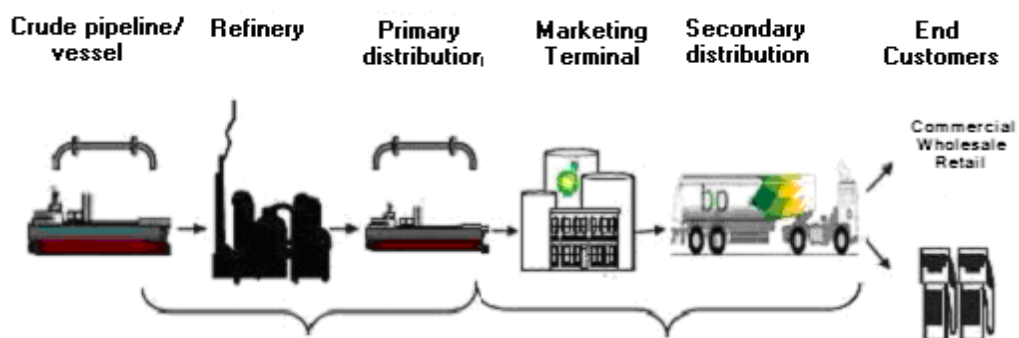 Crude pipeline/
vessel
Refinery
Primary
distribution
Marketing
Terminal
Secondary
distribution
End
Customers
Commercial
Wholesale
Retail
bp